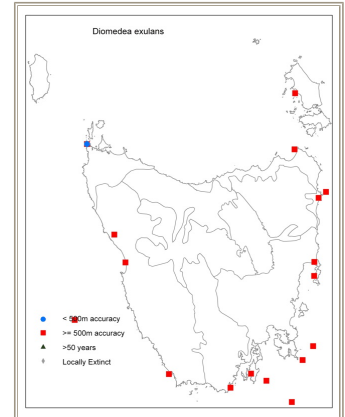 Diomedea exulans
< 500m accuracy
>= 500m accuracy
>50 years
Locally Extinct